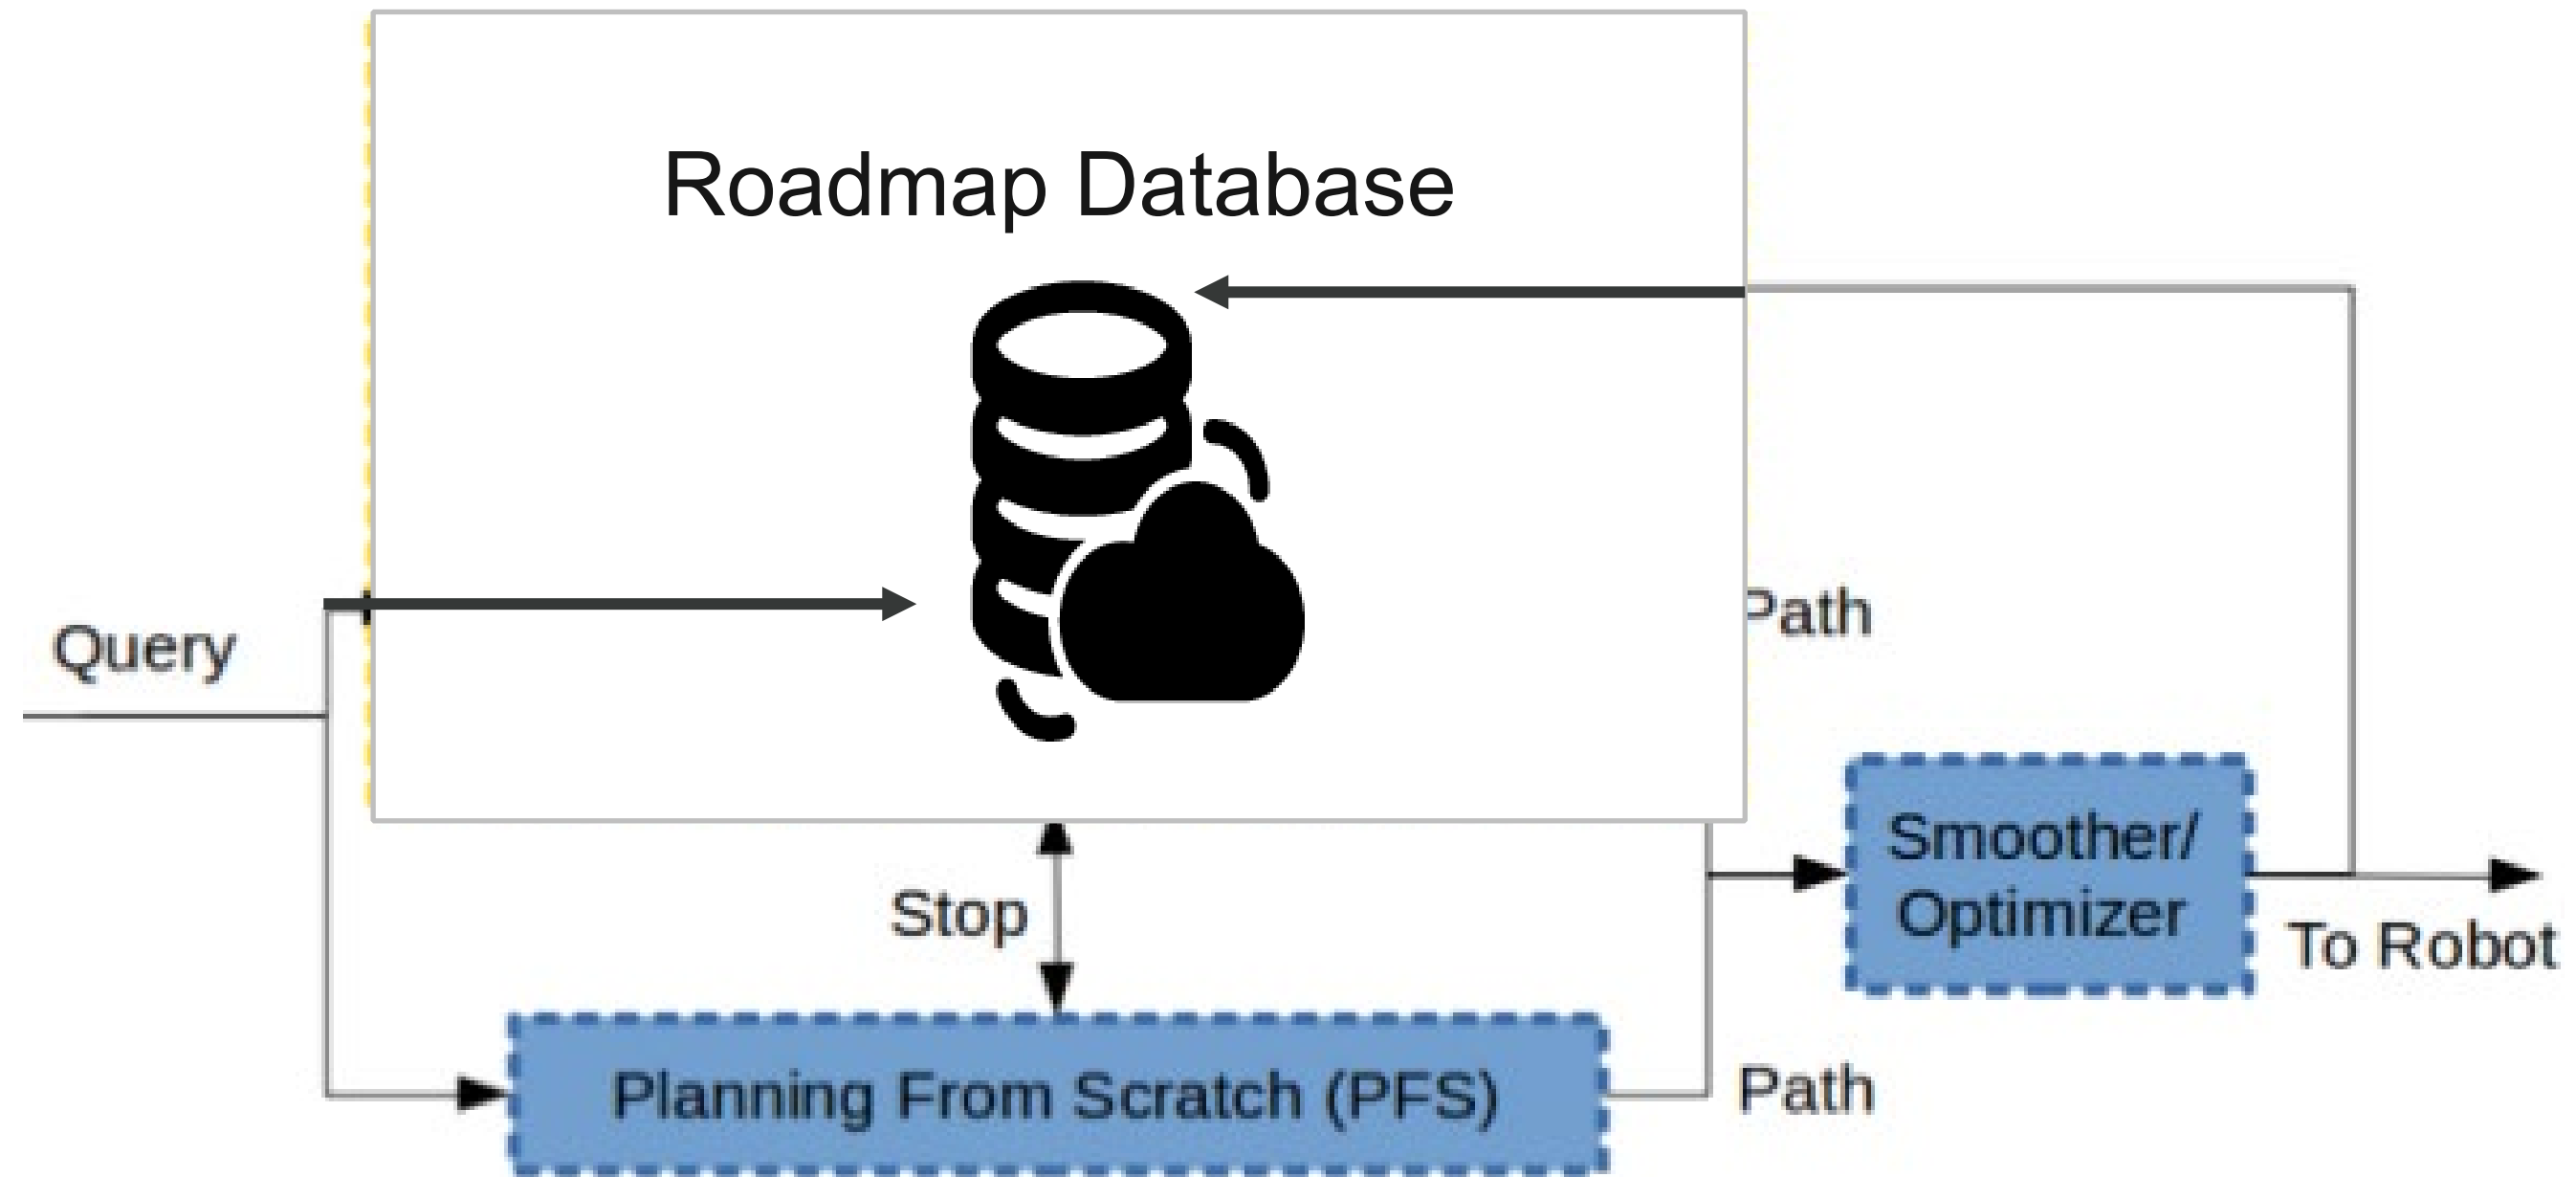 Roadmap Database
Query
Path
Smoother/
Optimizer
Stop
To Robot
Planning From Scratch (PFS)
Path